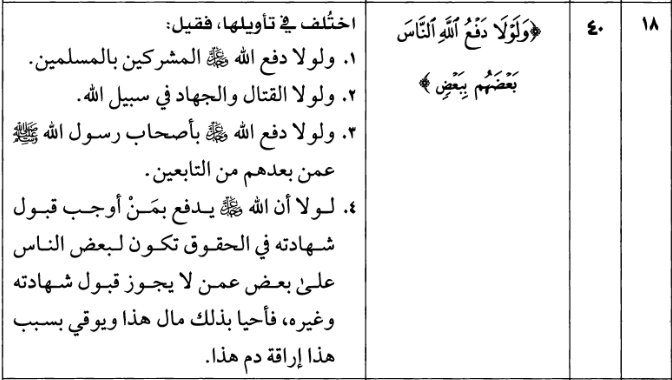 ١٨
٤٠
﴿وَلَوْلَا دَفْعُ ٱللَّهِ ٱلنَّاسَ
بَعْضَهُم بِبَعْضٍ﴾
اختُلف في تأويلها، فقيل:
١. ولولا دفع الله ﷻ المشركين بالمسلمين.
٢. ولولا القتال والجهاد في سبيل الله.
٣. ولولا دفع الله ﷻ بأصحاب رسول الله ﷺ
عمن بعدهم من التابعين.
٤. لولا أن الله ﷻ يدفع بمَنْ أوجب قبول
شهادته في الحقوق تكون لبعض الناس
علىٰ بعض عمن لا يجوز قبول شهادته
وغيره، فأحيا بذلك مال هذا ويوقي بسبب
هذا إراقة دم هذا.